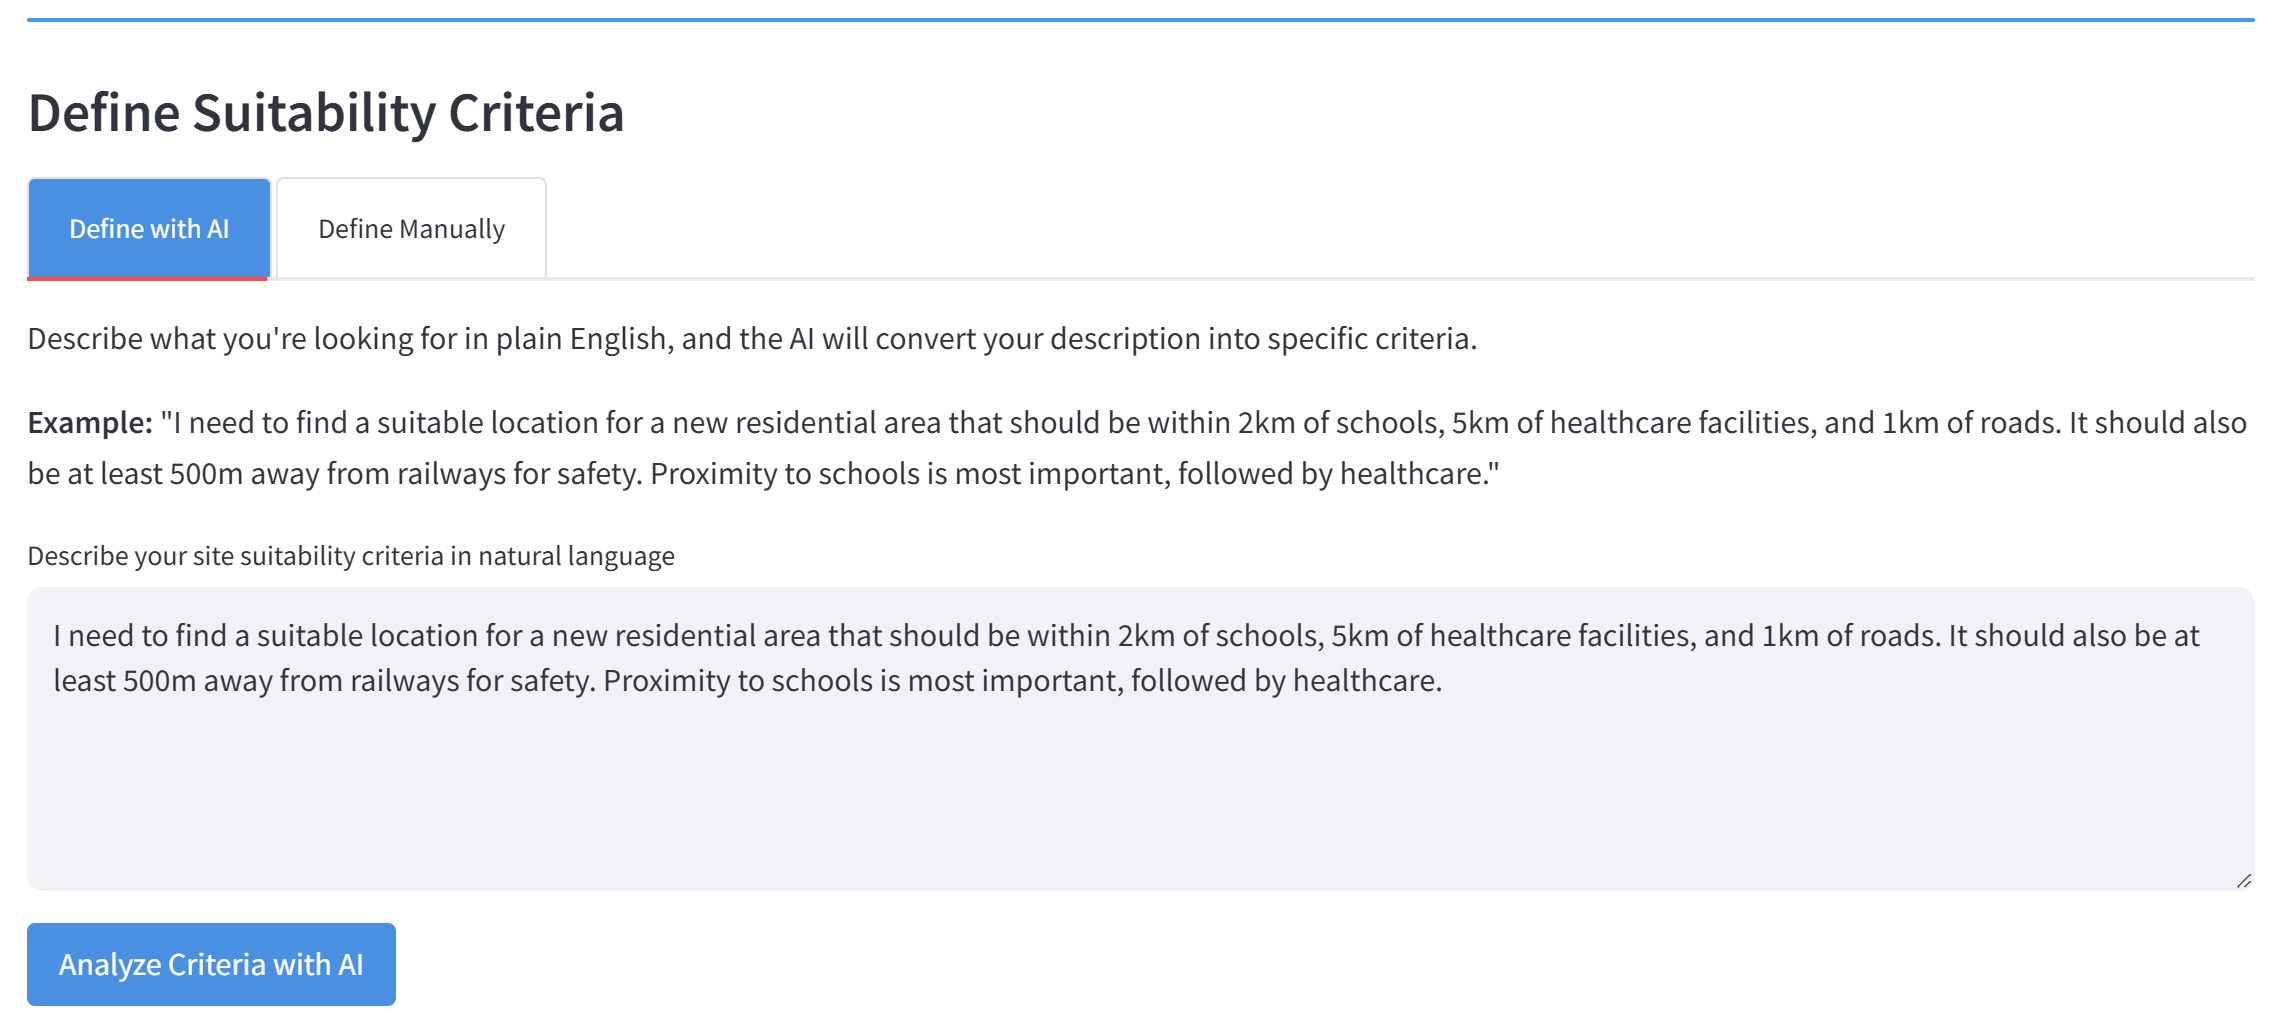 Define Suitability Criteria
Define with AI
Define Manually
Describe what you're looking for in plain English, and the AI will convert your description into specific criteria.
Example: "I need to find a suitable location for a new residential area that should be within 2km of schools, 5km of healthcare facilities, and 1km of roads. It should also
be at least 500m away from railways for safety. Proximity to schools is most important, followed by healthcare."
Describe your site suitability criteria in natural language
I need to find a suitable location for a new residential area that should be within 2km of schools, 5km of healthcare facilities, and 1km of roads. It should also be at
least 500m away from railways for safety. Proximity to schools is most important, followed by healthcare.
Analyze Criteria with AI